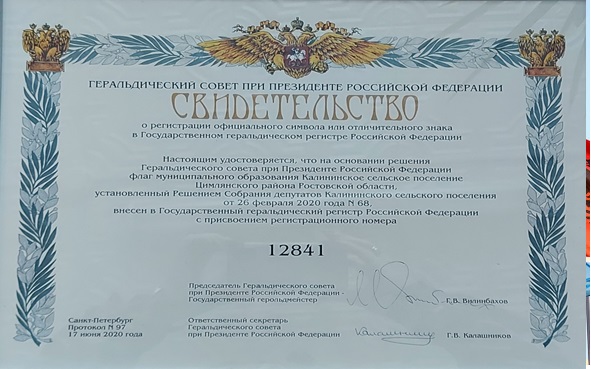 ГЕРАЛЬДИЧЕСКИЙ СОВЕТ ПРИ ПРЕЗИДЕНТЕ РОССИЙСКОЙ ФЕДЕРАЦИИ
СВИДЕТЕЛЬСТВО
о регистрации официального символа или отличительного знака
в Государственном геральдическом регистре Российской Федерации
Настоящим удостоверяется, что на основании решения
Геральдического совета при Президенте Российской Федерации
флаг муниципального образования Калининское сельское поселение
Цимлянского района Ростовской области,
установленный Решением Собрания депутатов Калининского сельского поселения
от 26 февраля 2020 года N 68,
внесен в Государственный геральдический регистр Российской Федерации
с присвоением регистрационного номера
12841
Председатель Геральдического совета
при Президенте Российской Федерации -
Государственный герольдмейстер
Г.В. Вилинбахов
Санкт-Петербург
Протокол N 97
17 июня 2020 года
Ответственный секретарь
Геральдического совета
при Президенте Российской Федерации
Г.В. Калашников